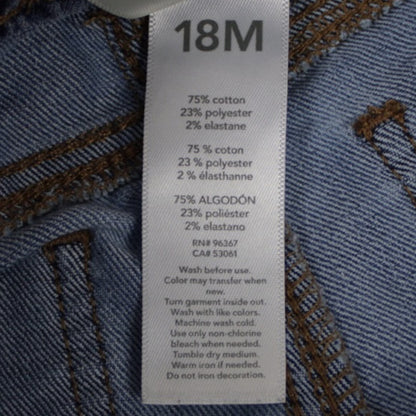 18M
75% cotton
23% polyester
2% elastane
75 % coton
23 % polyester
2 % élasthanne
75% ALGODÓN
23% poliéster
2% elastano
RN# 96367
CA# 53061
Wash before use.
Color may transfer when
new.
Turn garment inside out.
Wash with like colors.
Machine wash cold.
Use only non-chlorine
bleach when needed.
Tumble dry medium.
Warm iron if needed.
Do not iron decoration.